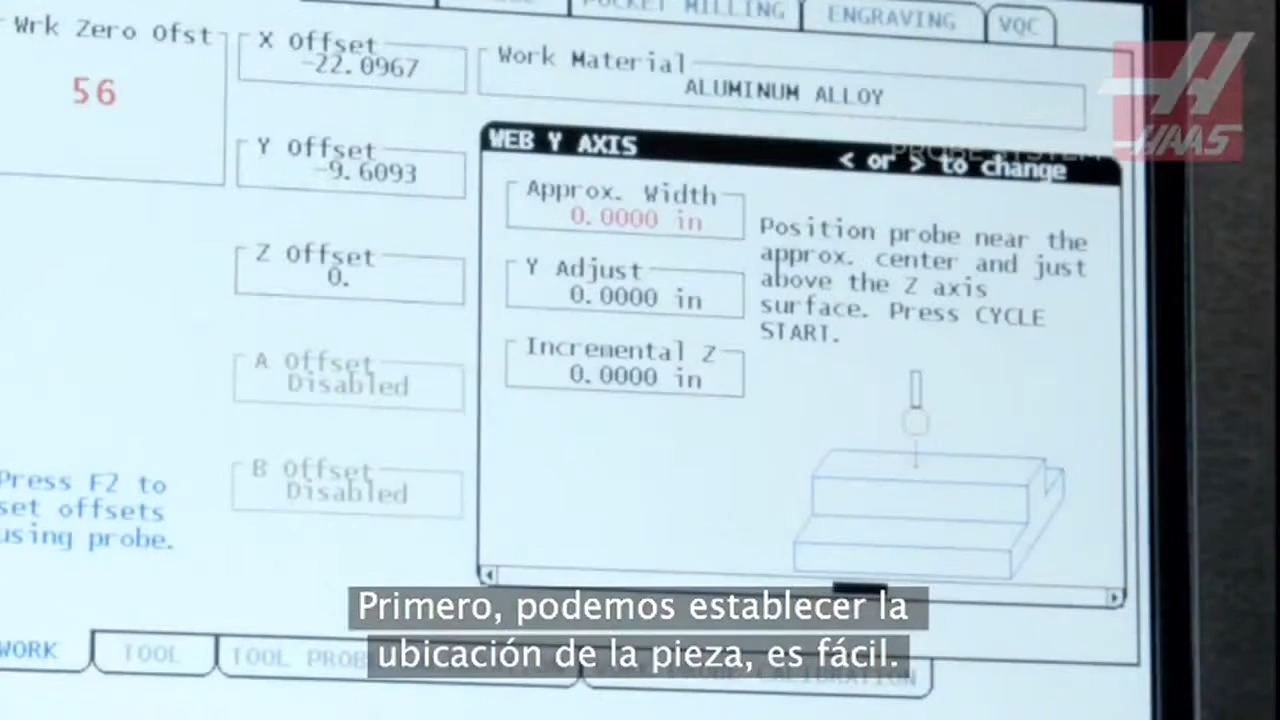 POCKET MILLING
ENGRAVING
VQC
Wrk Zero Ofst
56
X Offset
-22.0967
Work Material
ALUMINUM ALLOY
HAAS
Y Offset
-9.6093
WEB Y AXIS
< or > to change
Approx. Width
0.0000 in
Position probe near the
approx. center and just
above the Z axis
surface. Press CYCLE
START.
Z Offset
0.
Y Adjust
0.0000 in
Incremental Z
0.0000 in
A Offset
Disabled
B Offset
Disabled
Press F2 to
set offsets
using probe.
Primero, podemos establecer la
ubicación de la pieza, es fácil.
WORK
TOOL
TOOL
CALIBRATION